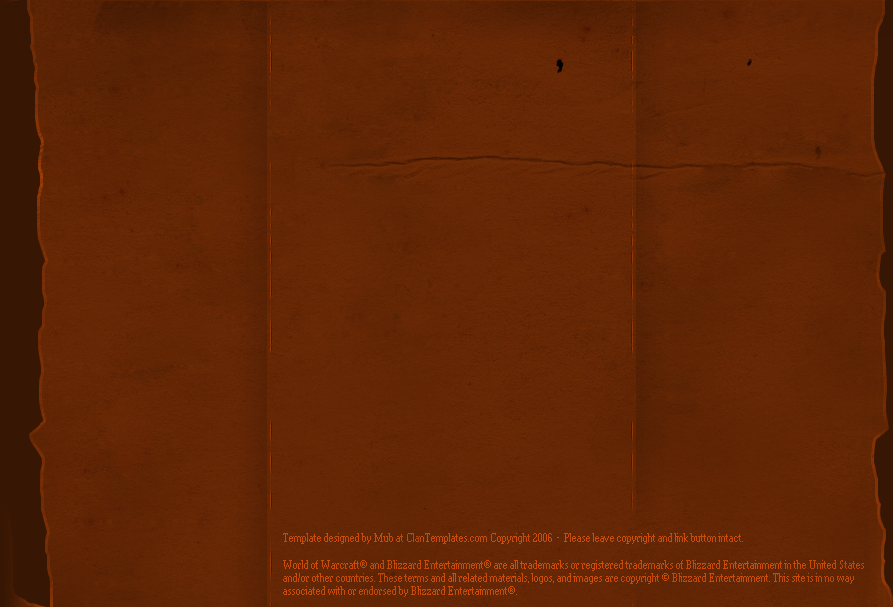 Template designed by Mub at ClanTemplates.com Copyright 2006 - Please leave copyright and link button intact.
World of Warcraft® and Blizzard Entertainment® are all trademarks or registered trademarks of Blizzard Entertainment in the United States
and/or other countries. These terms and all related materials, logos, and images are copyright © Blizzard Entertainment. This site is in no way
associated with or endorsed by Blizzard Entertainment®.